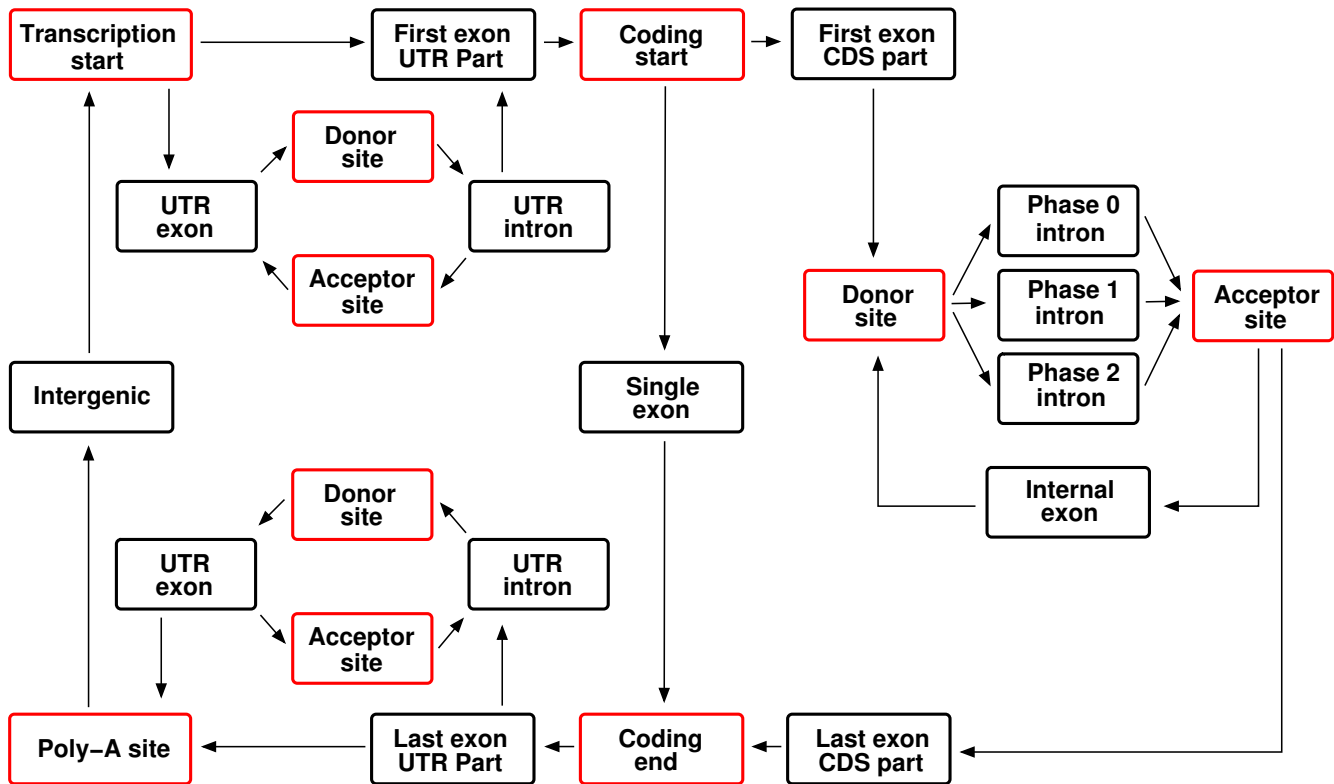 Transcription
start
First exon
UTR Part
Coding
start
First exon
CDS part
Donor
site
UTR
exon
UTR
intron
Acceptor
site
Phase 0
intron
Donor
site
Phase 1
intron
Acceptor
site
Phase 2
intron
Intergenic
Single
exon
Internal
exon
Donor
site
UTR
exon
UTR
intron
Acceptor
site
Poly−A site
Last exon
UTR Part
Coding
end
Last exon
CDS part